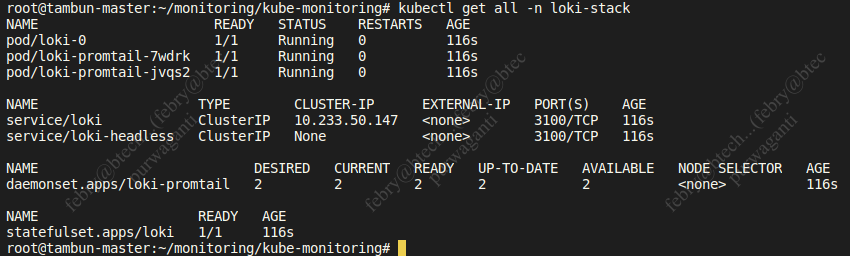 root@tambun-master:~/monitoring/kube-monitoring# kubectl get all -n loki-stack
NAME                      READY   STATUS    RESTARTS   AGE
pod/loki-0                1/1     Running   0          116s
pod/loki-promtail-7wdrk   1/1     Running   0          116s
pod/loki-promtail-jvqs2   1/1     Running   0          116s
NAME                    TYPE        CLUSTER-IP      EXTERNAL-IP   PORT(S)    AGE
service/loki            ClusterIP   10.233.50.147   <none>        3100/TCP   116s
service/loki-headless   ClusterIP   None            <none>        3100/TCP   116s
NAME                           DESIRED   CURRENT   READY   UP-TO-DATE   AVAILABLE   NODE SELECTOR   AGE
daemonset.apps/loki-promtail   2         2         2       2            2           <none>          116s
NAME                    READY   AGE
statefulset.apps/loki   1/1     116s
root@tambun-master:~/monitoring/kube-monitoring#
febry@btech...(febry@btcc
purwaganti
febry@btech...(febry@btcc
purwaganti
febry@btech...(febry@btcc
purwaganti